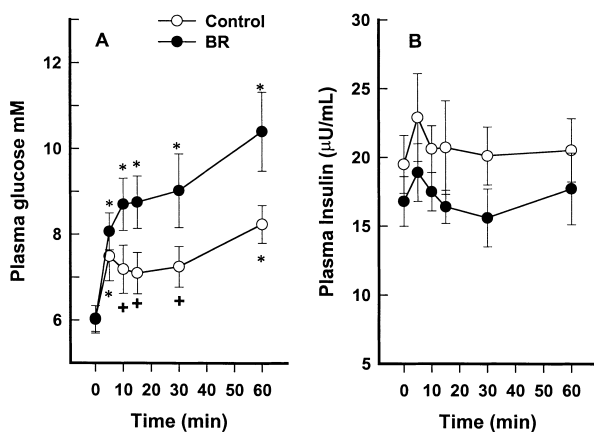 A
Control
BR
B
Plasma glucose mM
12
10
8
6
* * * * *
* + + + *
0 10 20 30 40 50 60
Time (min)
Plasma Insulin (μU/mL)
30
25
20
15
10
5
0 10 20 30 40 50 60
Time (min)